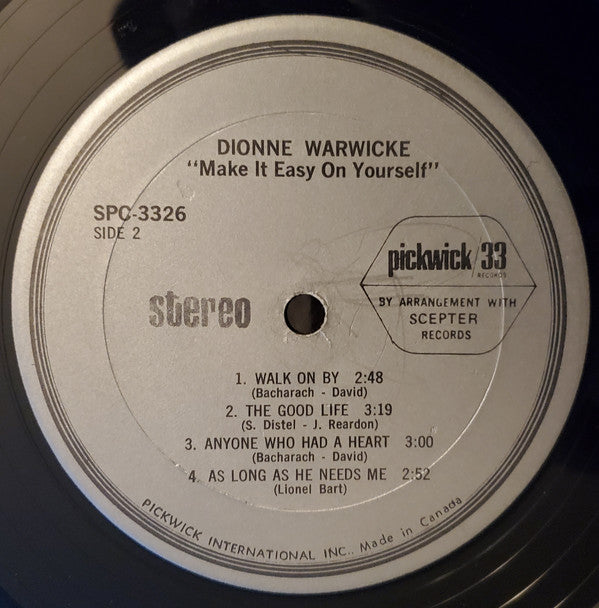 DIONNE WARWICKE
"Make It Easy On Yourself"
SPC-3326
SIDE 2
pickwick/33
RECORDS
BY ARRANGEMENT WITH
SCEPTER
RECORDS
stereo
1. WALK ON BY 2:48
(Bacharach - David)
2. THE GOOD LIFE 3:19
(S. Distel - J. Reardon)
3. ANYONE WHO HAD A HEART 3:00
(Bacharach - David)
4. AS LONG AS HE NEEDS ME 2:52
(Lionel Bart)
PICKWICK INTERNATIONAL INC.. Made in Canada